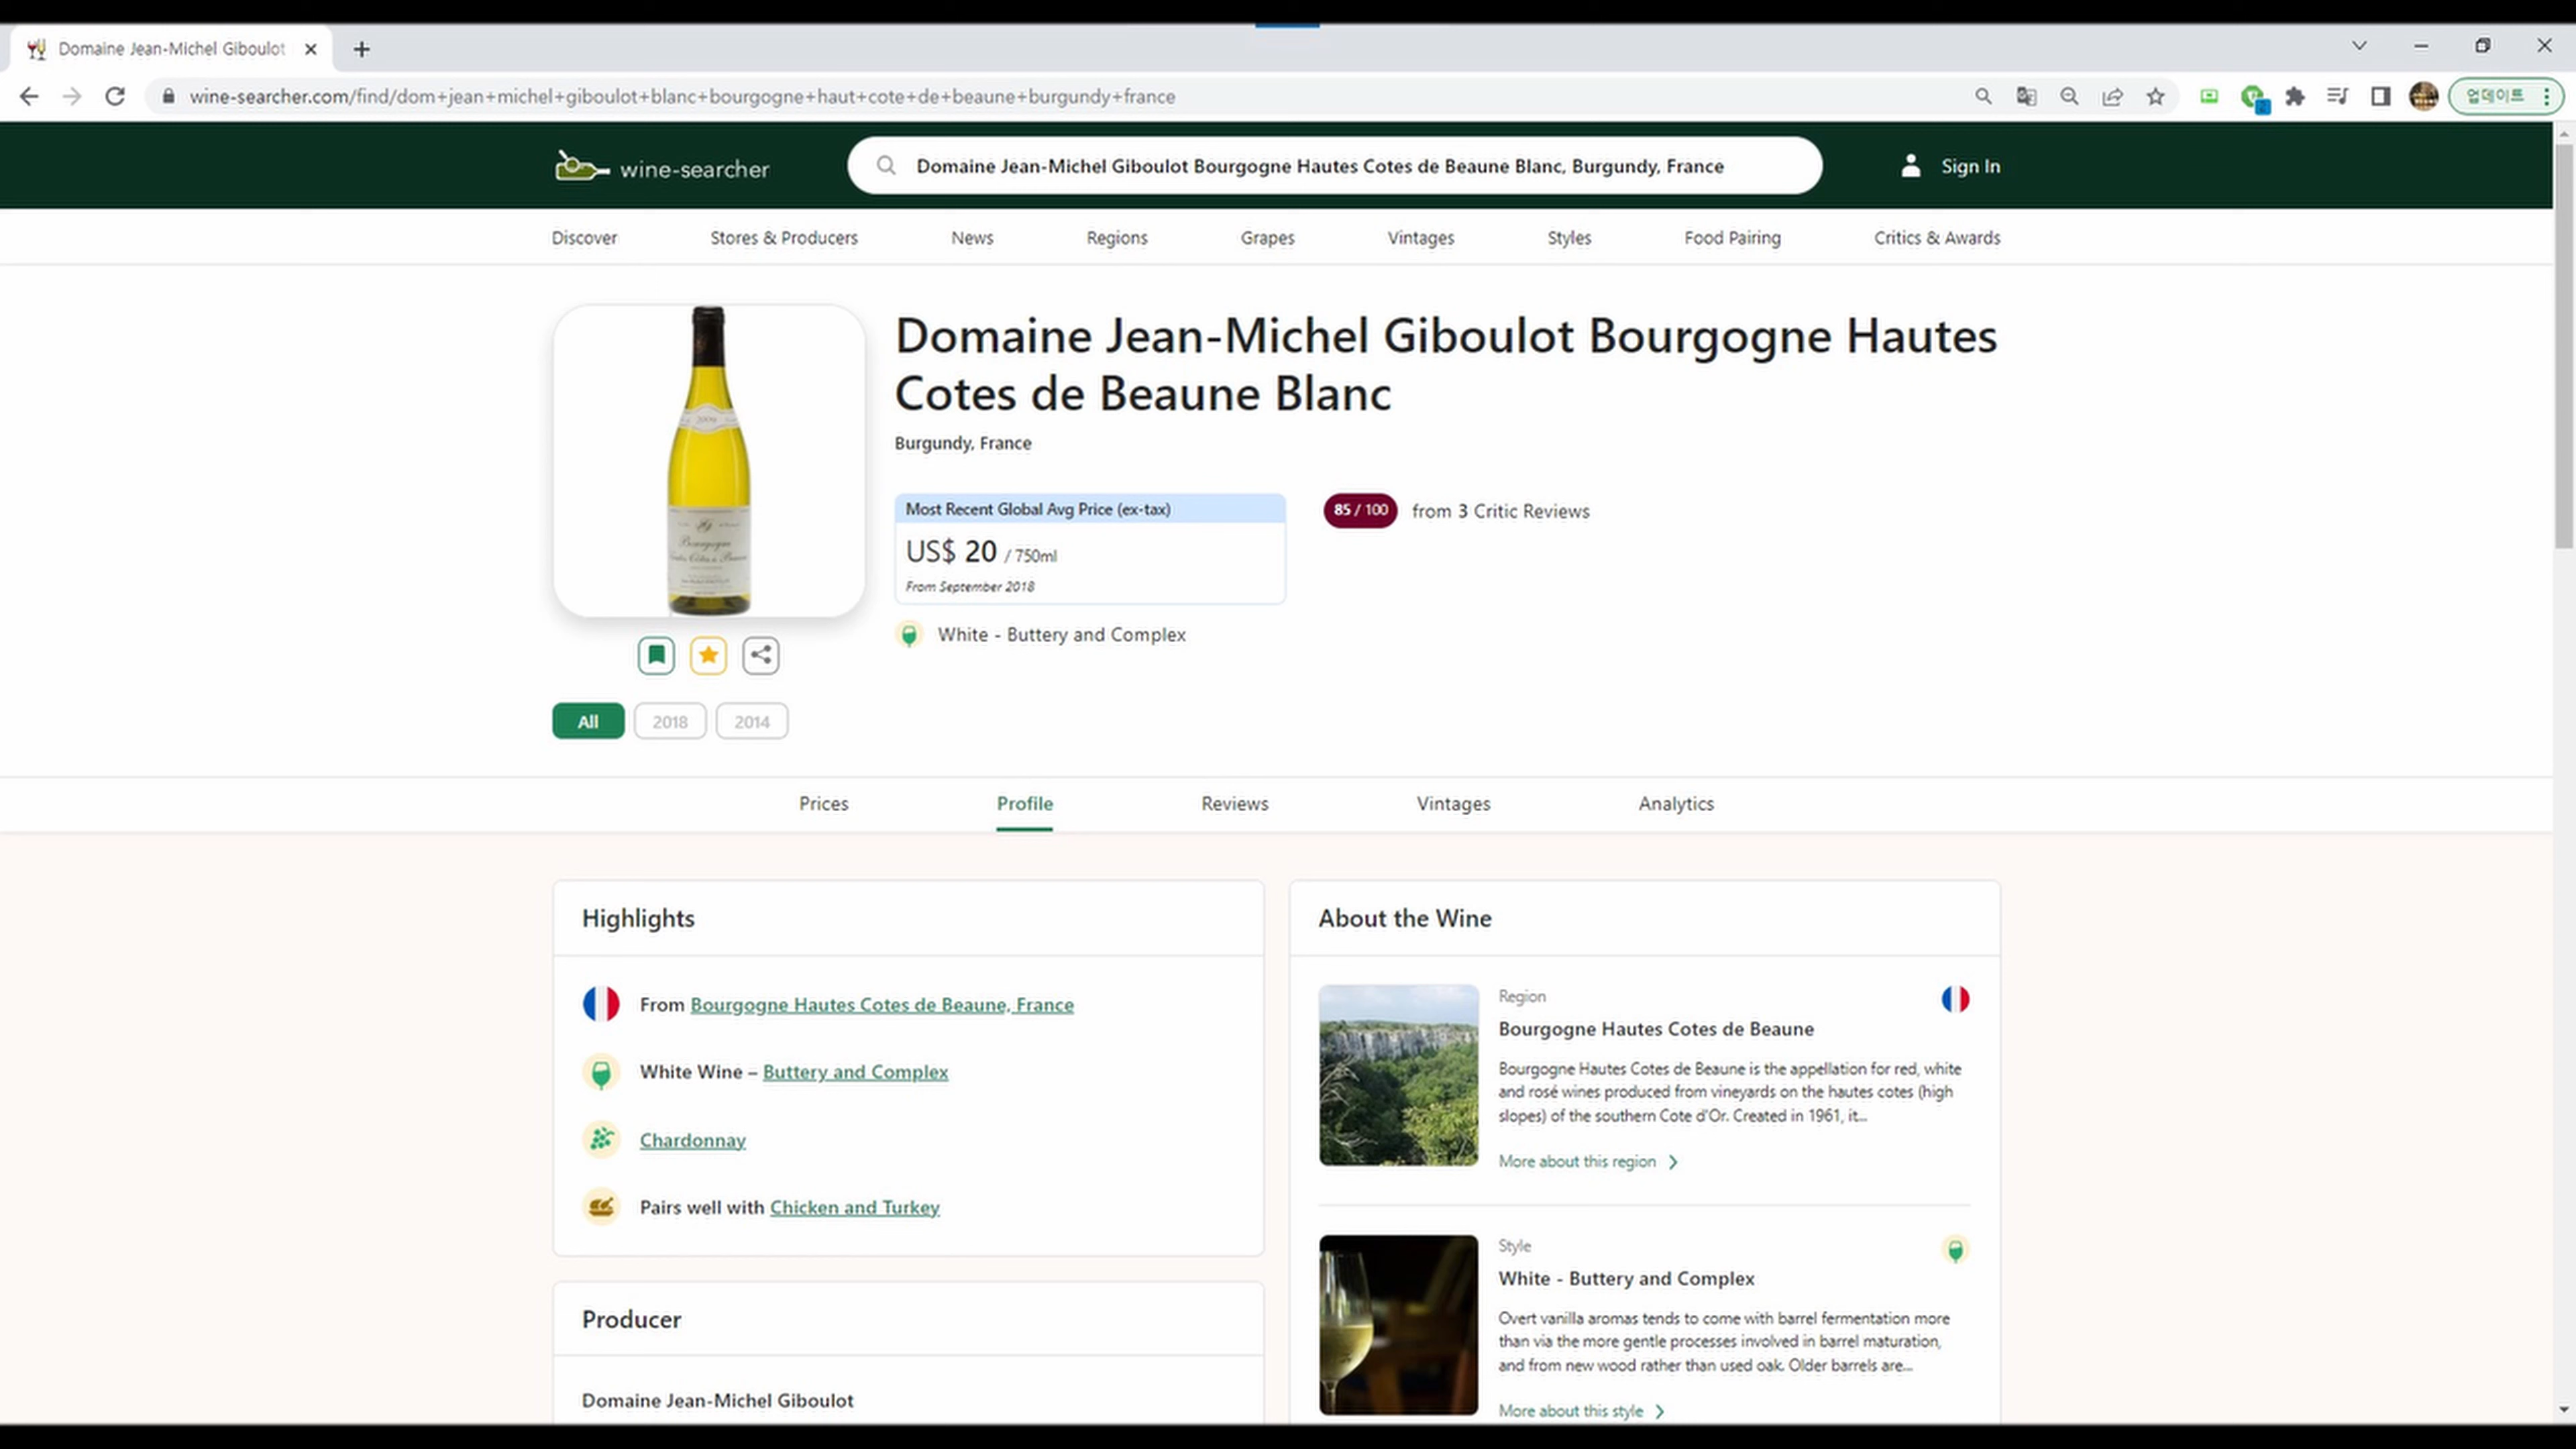 Domaine Jean-Michel Giboulot
wine-searcher.com/find/dom+jean+michel+giboulot+blanc+bourgogne+haut+cote+de+beaune+burgundy+france
업데이트
wine-searcher
Domaine Jean-Michel Giboulot Bourgogne Hautes Cotes de Beaune Blanc, Burgundy, France
Sign In
Discover
Stores & Producers
News
Regions
Grapes
Vintages
Styles
Food Pairing
Critics & Awards
Domaine Jean-Michel Giboulot Bourgogne Hautes
Cotes de Beaune Blanc
Burgundy, France
Most Recent Global Avg Price (ex-tax)
US$ 20 / 750ml
From September 2018
85 / 100 from 3 Critic Reviews
White - Buttery and Complex
All
2018
2014
Prices
Profile
Reviews
Vintages
Analytics
Highlights
From Bourgogne Hautes Cotes de Beaune, France
White Wine – Buttery and Complex
Chardonnay
Pairs well with Chicken and Turkey
Producer
Domaine Jean-Michel Giboulot
About the Wine
Region
Bourgogne Hautes Cotes de Beaune
Bourgogne Hautes Cotes de Beaune is the appellation for red, white
and rosé wines produced from vineyards on the hautes cotes (high
slopes) of the southern Cote d'Or. Created in 1961, it...
More about this region
Style
White - Buttery and Complex
Overt vanilla aromas tends to come with barrel fermentation more
than via the more gentle processes involved in barrel maturation,
and from new wood rather than used oak. Older barrels are...
More about this style